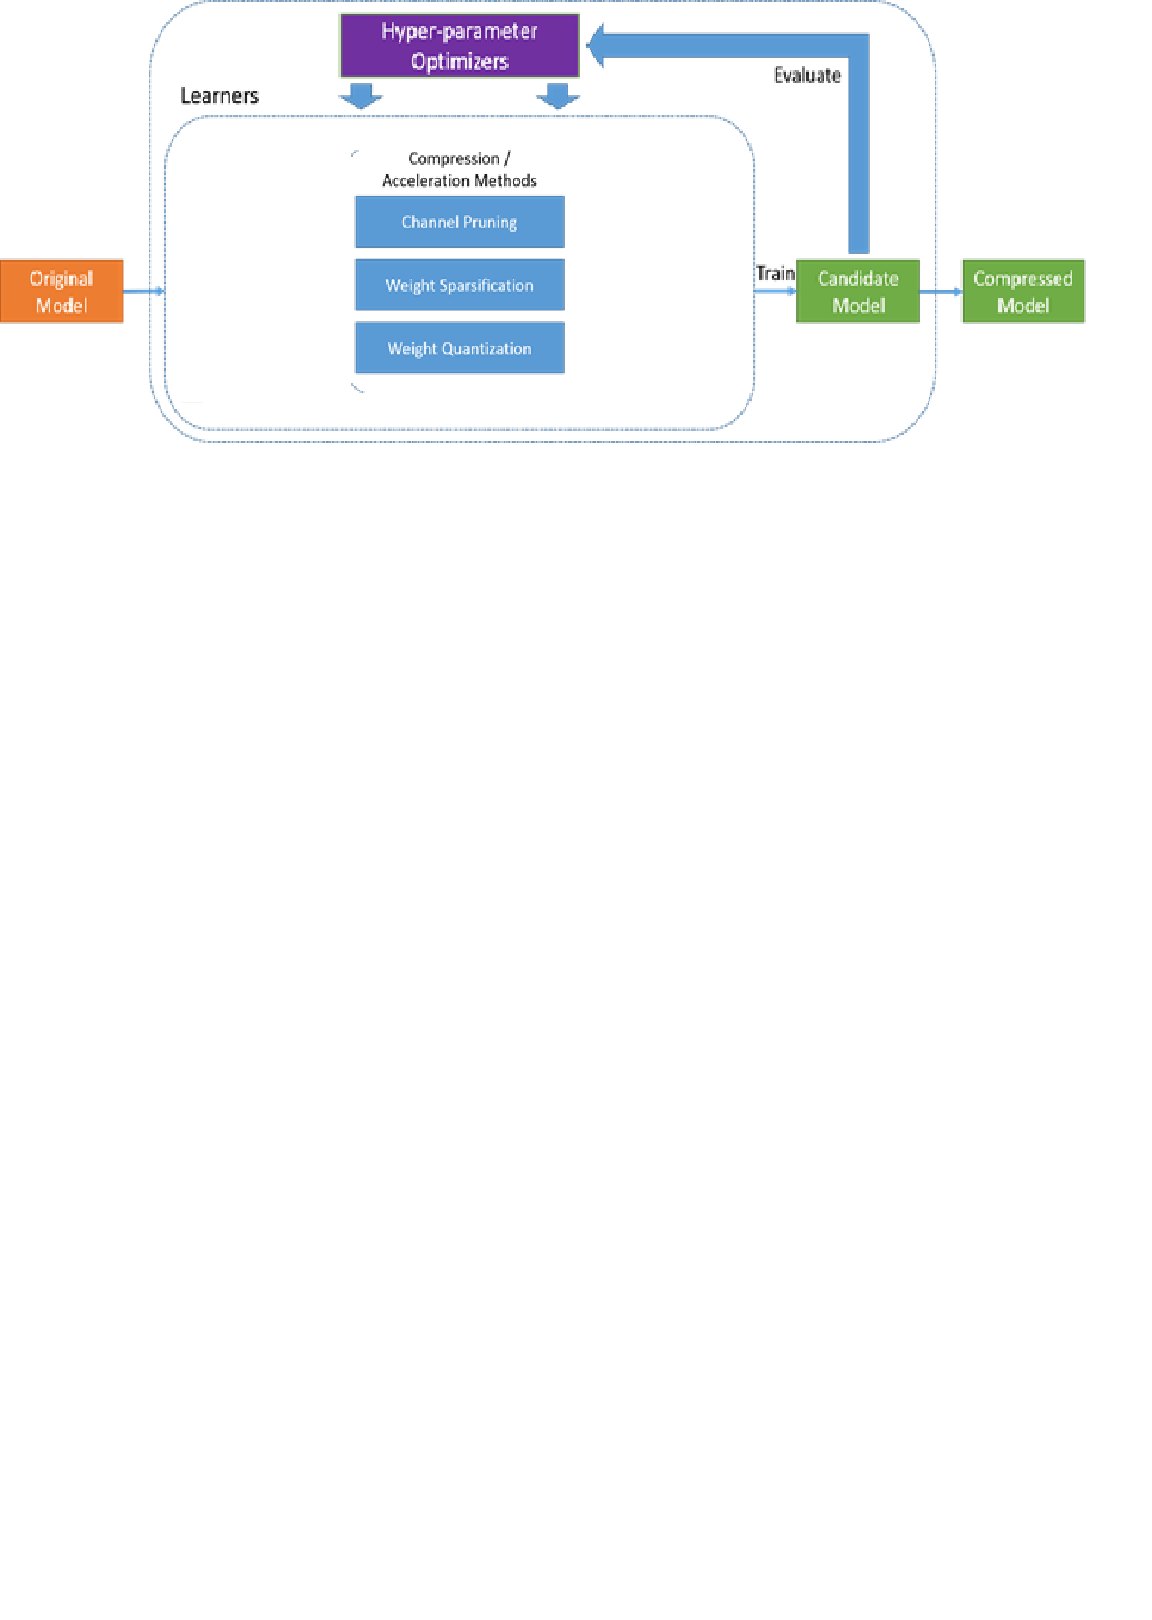 Hyper-parameter
Optimizers
Evaluate
Learners
Compression /
Acceleration Methods
Channel Pruning
Original
Model
Weight Sparsification
Weight Quantization
Train
Candidate
Model
Compressed
Model